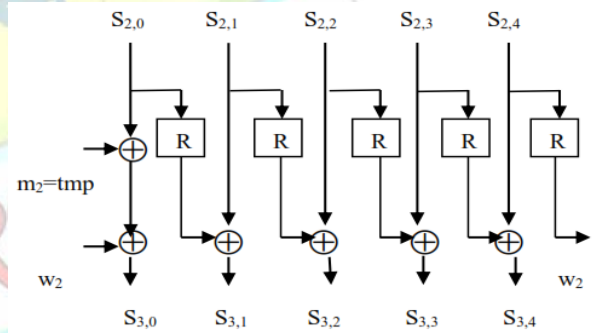 S2,0 S2,1 S2,2 S2,3 S2,4
R R R R R
m2=tmp
w2 w2
S3,0 S3,1 S3,2 S3,3 S3,4